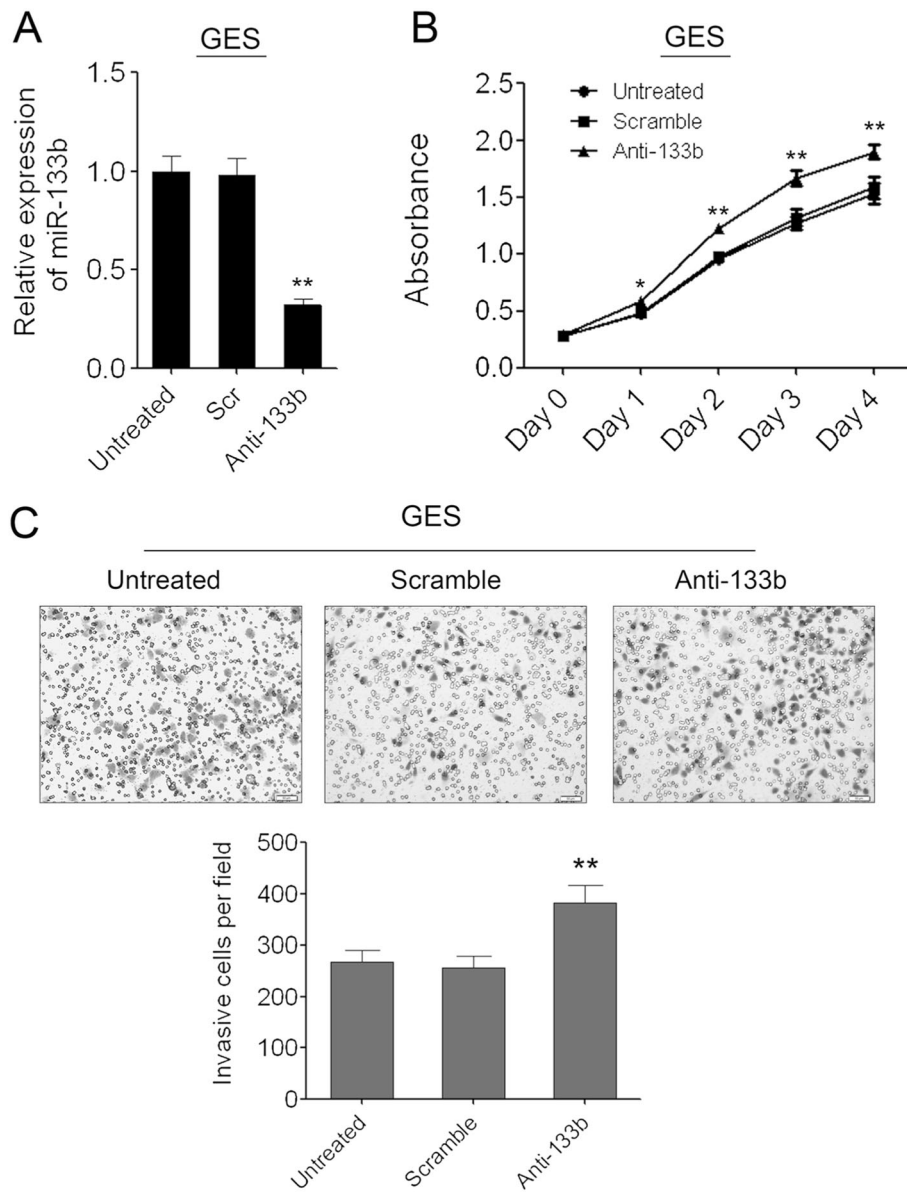 A
GES
Relative expression
of miR-133b
1.5
1.0
0.5
0.0
**
Untreated
Scr
Anti-133b
B
GES
Absorbance
2.5
2.0
1.5
1.0
0.5
0.0
Untreated
Scramble
Anti-133b
*
**
**
**
Day 0
Day 1
Day 2
Day 3
Day 4
C
GES
Untreated
Scramble
Anti-133b
Invasive cells per field
500
400
300
200
100
0
**
Untreated
Scramble
Anti-133b